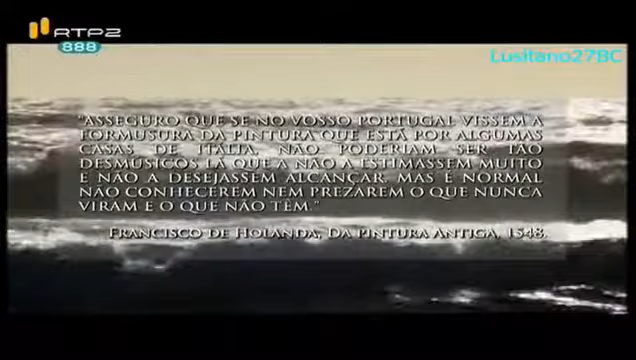 RTP2
888
Lusitano27BC
"ASSEGURO QUE SE NO VOSSO PORTUGAL VISSEM A
FORMUSURA DA PINTURA QUE ESTÁ POR ALGUMAS
CASAS DE ITALIA, NÃO PODERIAM SER TÃO
DESMÚSICOS LÁ QUE A NÃO A ESTIMASSEM MUITO
E NÃO A DESEJASSEM ALCANÇAR. MAS É NORMAL
NÃO CONHECEREM NEM PREZAREM O QUE NUNCA
VIRAM E O QUE NÃO TÊM."
FRANCISCO DE HOLANDA, DA PINTURA ANTIGA, 1548.